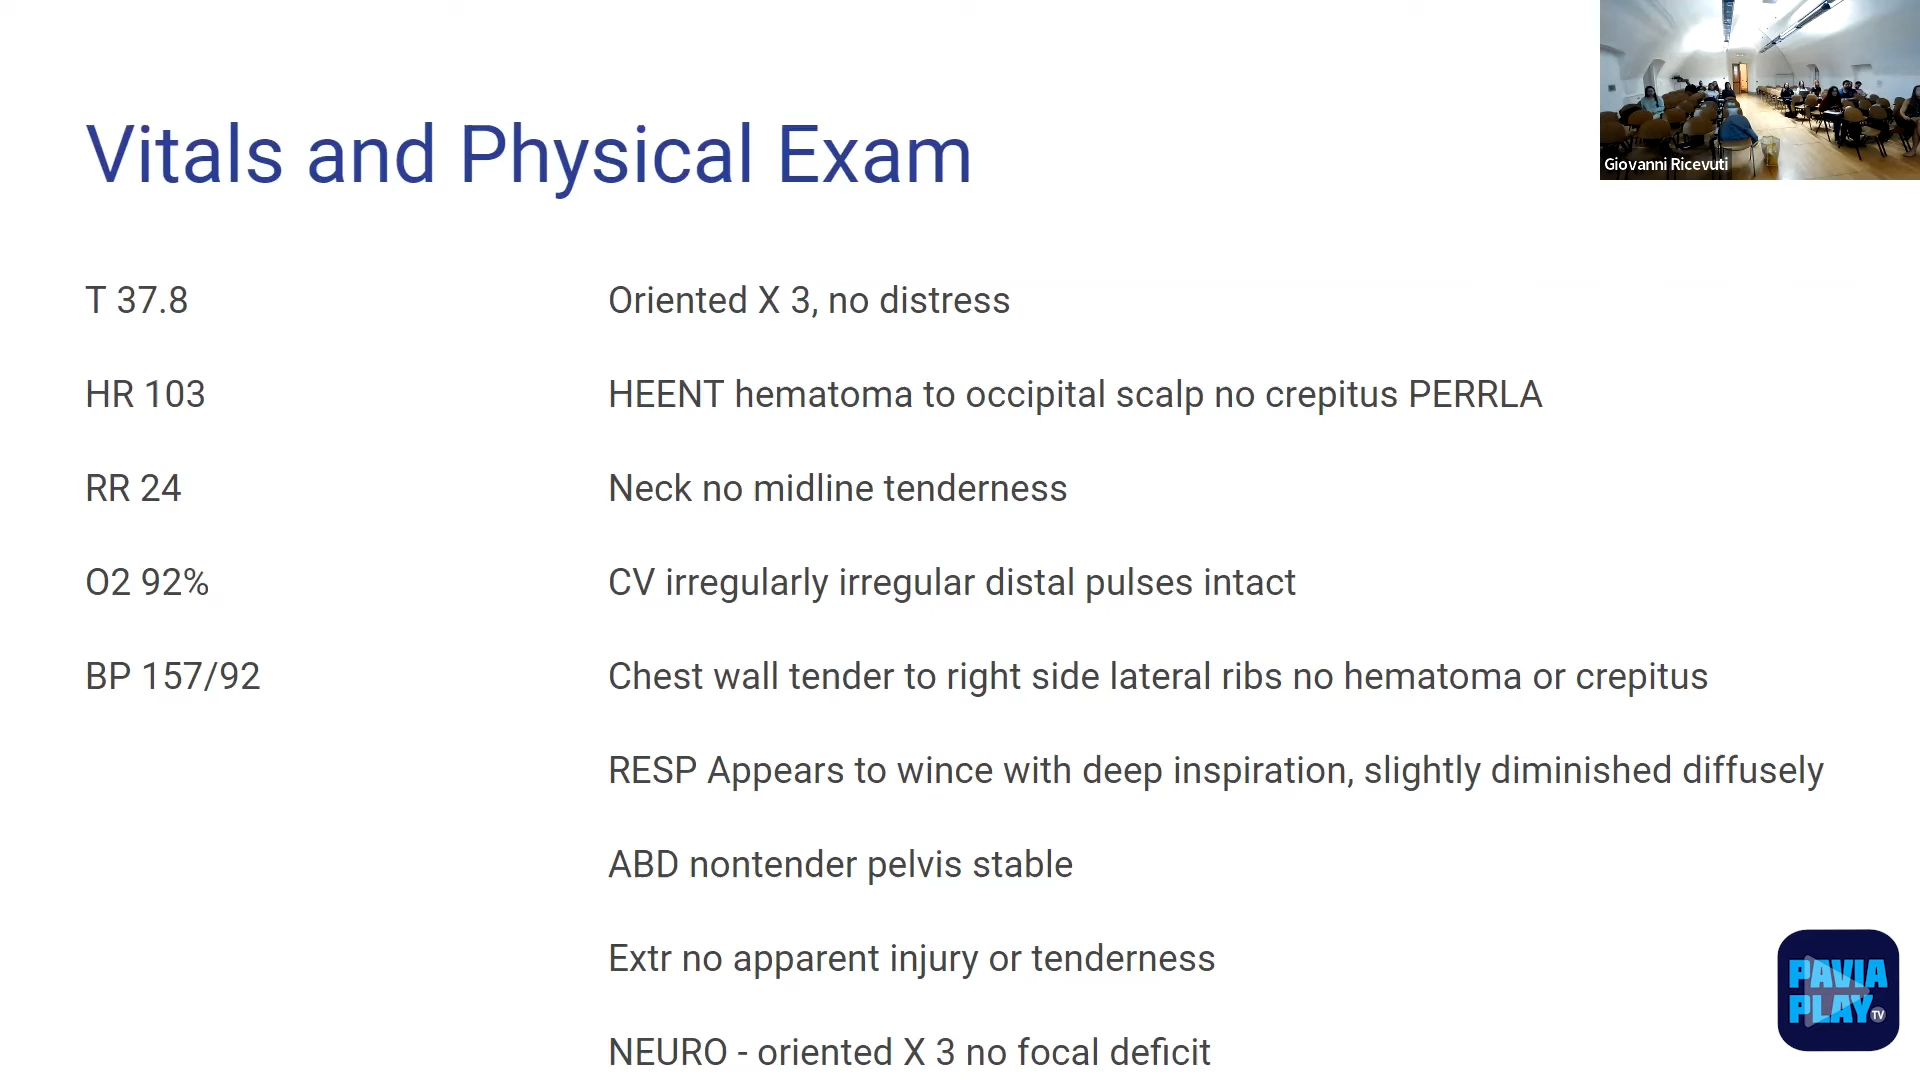 Giovanni Ricevuti
Vitals and Physical Exam
T 37.8
HR 103
RR 24
O2 92%
BP 157/92
Oriented X 3, no distress
HEENT hematoma to occipital scalp no crepitus PERRLA
Neck no midline tenderness
CV irregularly irregular distal pulses intact
Chest wall tender to right side lateral ribs no hematoma or crepitus
RESP Appears to wince with deep inspiration, slightly diminished diffusely
ABD nontender pelvis stable
Extr no apparent injury or tenderness
NEURO - oriented X 3 no focal deficit
PAVIA
PLAY TV